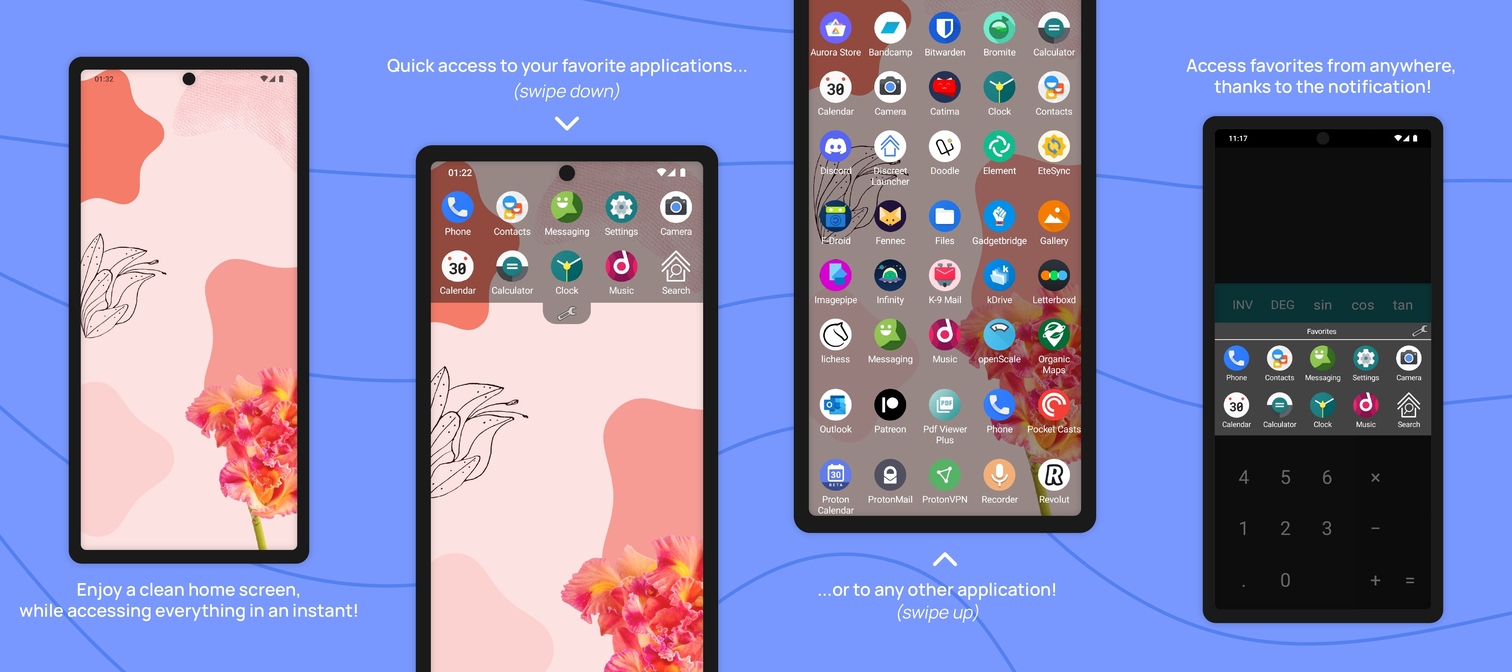 01:32
Enjoy a clean home screen,
while accessing everything in an instant!
Quick access to your favorite applications...
(swipe down)
01:22
Phone Contacts Messaging Settings Camera
30
Calendar Calculator Clock Music Search
Aurora Store Bandcamp Bitwarden Bromite Calculator
30
Calendar Camera Catima Clock Contacts
Discord Discreet Launcher Doodle Element EteSync
F-Droid Fennec Files Gadgetbridge Gallery
k
Imagepipe Infinity K-9 Mail kDrive Letterboxd
lichess Messaging Music openScale Organic Maps
PDF
Outlook Patreon Pdf Viewer Plus Phone Pocket Casts
30
BETA
R
Proton Calendar ProtonMail ProtonVPN Recorder Revolut
...or to any other application!
(swipe up)
Access favorites from anywhere,
thanks to the notification!
11:17
INV DEG sin cos tan
Favorites
Phone Contacts Messaging Settings Camera
30
Calendar Calculator Clock Music Search
4 5 6 ×
1 2 3 −
. 0 + =